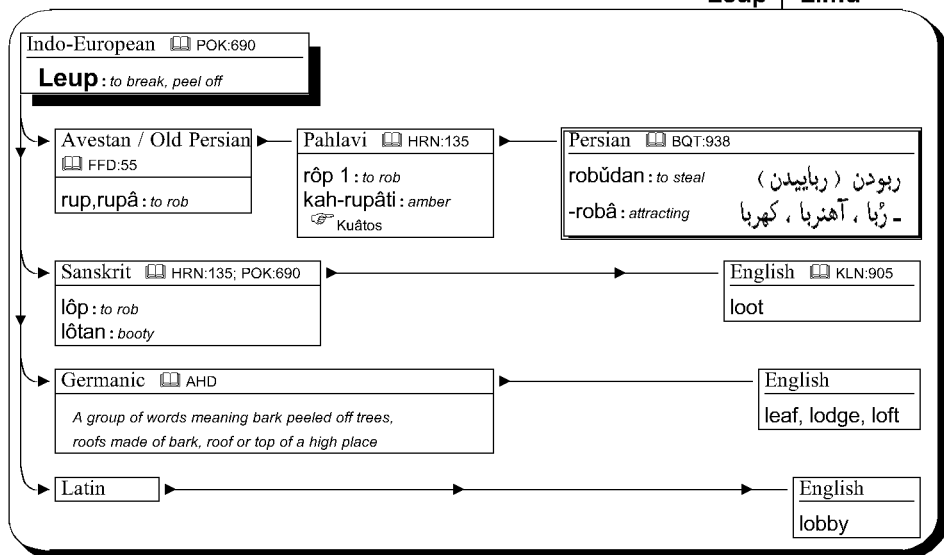 Indo-European 🕮 POK:690
Leup : to break, peel off
Avestan / Old Persian
🕮 FFD:55
rup,rupâ : to rob
Pahlavi 🕮 HRN:135
rôp 1 : to rob
kah-rupâti : amber
☞ Kuâtos
Persian 🕮 BQT:938
robŭdan : to steal ربودن ( رباییدن )
-robâ : attracting ـ رُبا ، آهنربا ، کهربا
Sanskrit 🕮 HRN:135; POK:690
lôp : to rob
lôtan : booty
English 🕮 KLN:905
loot
Germanic 🕮 AHD
A group of words meaning bark peeled off trees,
roofs made of bark, roof or top of a high place
English
leaf, lodge, loft
Latin
English
lobby